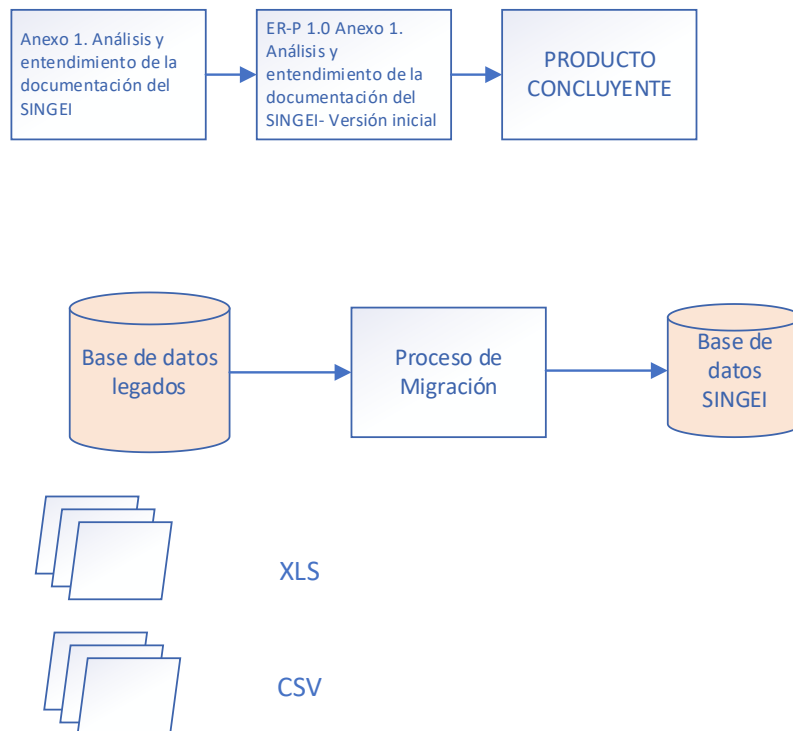 Anexo 1. Análisis y
entendimiento de la
documentación del
SINGEI
ER-P 1.0 Anexo 1.
Análisis y
entendimiento de la
documentación del
SINGEI- Versión inicial
PRODUCTO
CONCLUYENTE
Base de datos
legados
Proceso de
Migración
Base de
datos
SINGEI
XLS
CSV